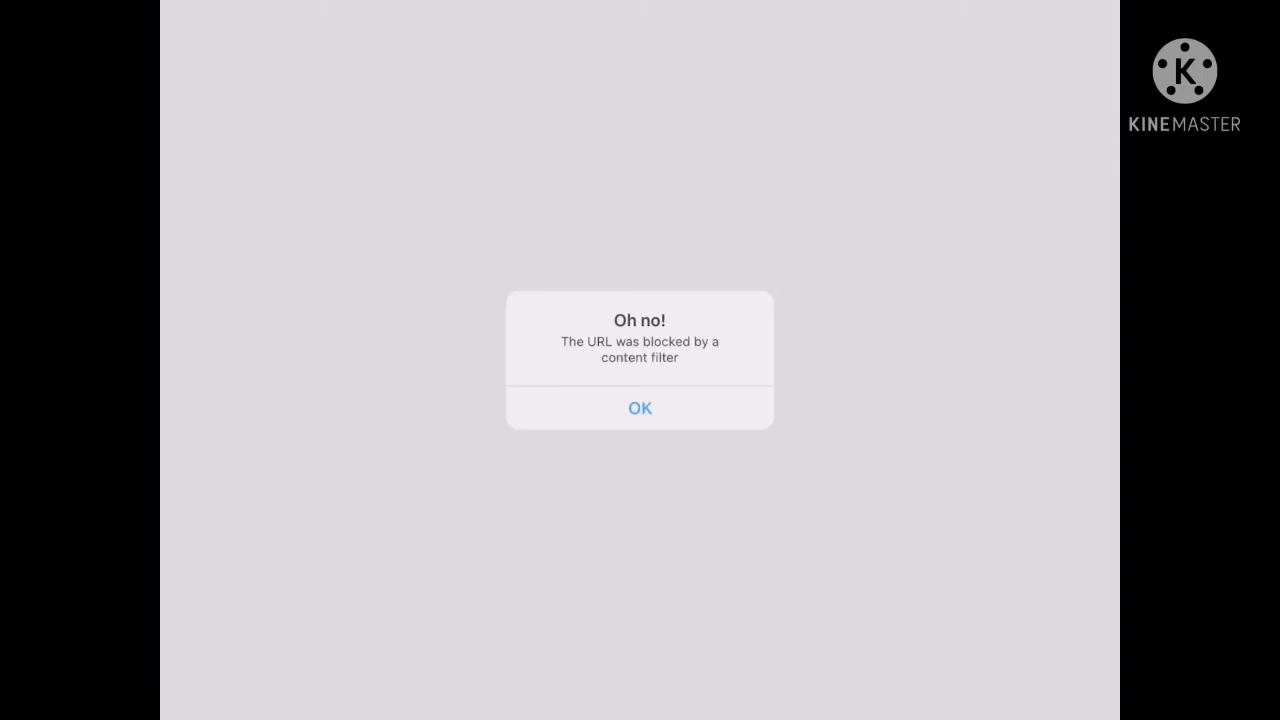 K
KINEMASTER
Oh no!
The URL was blocked by a
content filter
OK